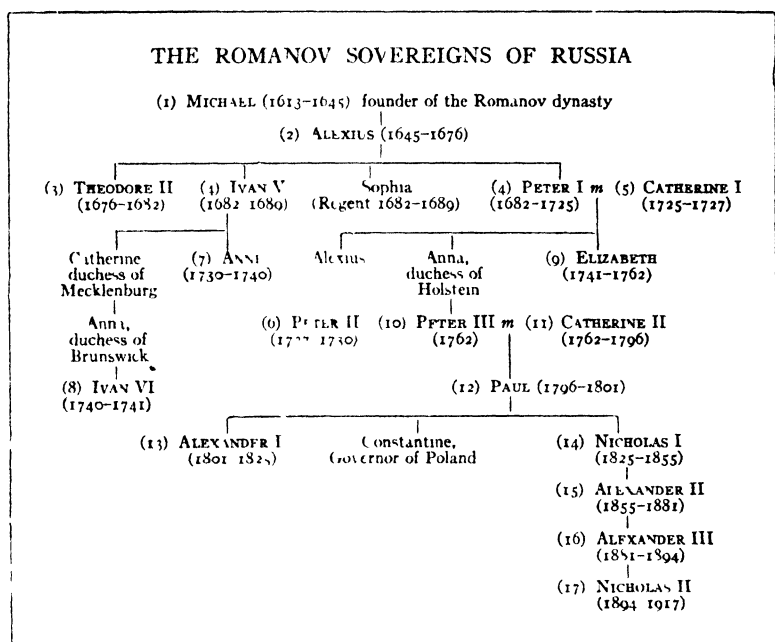 THE ROMANOV SOVEREIGNS OF RUSSIA
(1) MICHAEL (1613–1645) founder of the Romanov dynasty
(2) ALEXIUS (1645–1676)
(3) THEODORE II (4) IVAN V Sophia (4) PETER I m (5) CATHERINE I
(1676–1682) (1682 1689) (Regent 1682–1689) (1682–1725) (1725–1727)
Catherine (7) ANNE Alexius Anna, (9) ELIZABETH
duchess of (1730–1740) duchess of (1741–1762)
Mecklenburg Holstein
Anna, (6) PETER II (10) PETER III m (11) CATHERINE II
duchess of (1727 1730) (1762) (1762–1796)
Brunswick
(8) IVAN VI (12) PAUL (1796–1801)
(1740–1741)
(13) ALEXANDER I Constantine, (14) NICHOLAS I
(1801 1825) Governor of Poland (1825–1855)
(15) ALEXANDER II
(1855–1881)
(16) ALEXANDER III
(1881–1894)
(17) NICHOLAS II
(1894 1917)